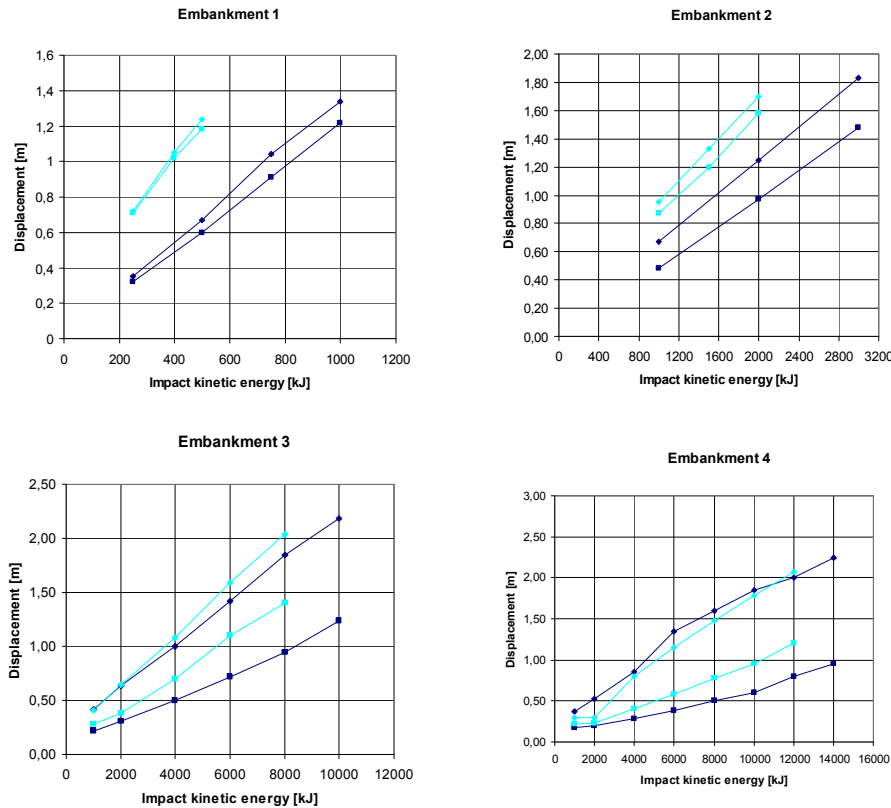 Embankment 1
1,6
1,4
1,2
1
0,8
0,6
0,4
0,2
0
Displacement [m]
0 200 400 600 800 1000 1200
Impact kinetic energy [kJ]
Embankment 2
2,00
1,80
1,60
1,40
1,20
1,00
0,80
0,60
0,40
0,20
0,00
Displacement [m]
0 400 800 1200 1600 2000 2400 2800 3200
Impact kinetic energy [kJ]
Embankment 3
2,50
2,00
1,50
1,00
0,50
0,00
Displacement [m]
0 2000 4000 6000 8000 10000 12000
Impact kinetic energy [kJ]
Embankment 4
3,00
2,50
2,00
1,50
1,00
0,50
0,00
Displacement [m]
0 2000 4000 6000 8000 10000 12000 14000 16000
Impact kinetic energy [kJ]